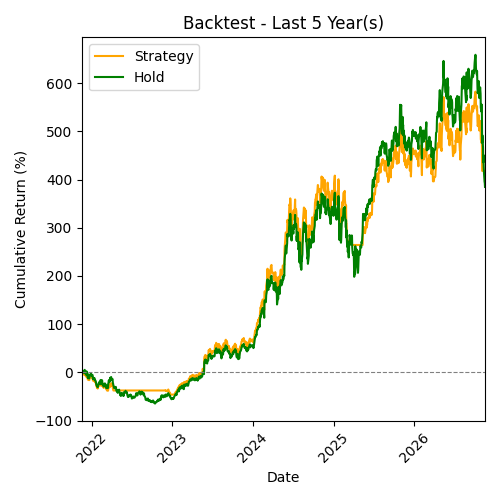 Backtest - Last 5 Year(s)
Strategy
Hold
Cumulative Return (%)
600
500
400
300
200
100
0
−100
2022
2023
2024
2025
2026
Date